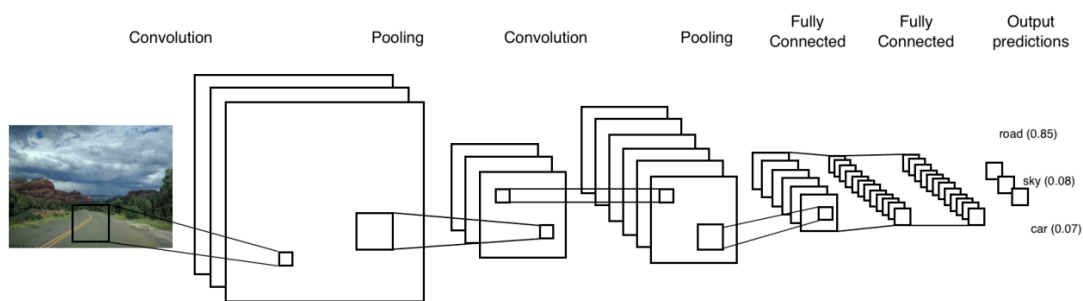 Convolution
Pooling
Convolution
Pooling
Fully
Connected
Fully
Connected
Output
predictions
road (0.85)
sky (0.08)
car (0.07)